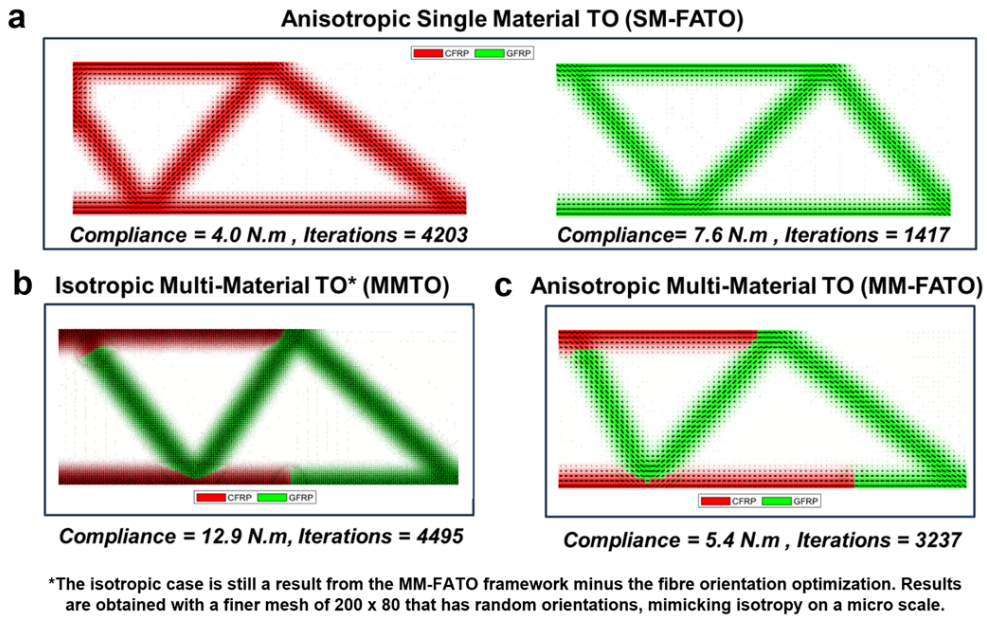 a
Anisotropic Single Material TO (SM-FATO)
CFRP GFRP
Compliance = 4.0 N.m , Iterations = 4203
Compliance= 7.6 N.m , Iterations = 1417
b Isotropic Multi-Material TO* (MMTO)
CFRP GFRP
Compliance = 12.9 N.m, Iterations = 4495
c Anisotropic Multi-Material TO (MM-FATO)
CFRP GFRP
Compliance = 5.4 N.m , Iterations = 3237
*The isotropic case is still a result from the MM-FATO framework minus the fibre orientation optimization. Results
are obtained with a finer mesh of 200 x 80 that has random orientations, mimicking isotropy on a micro scale.